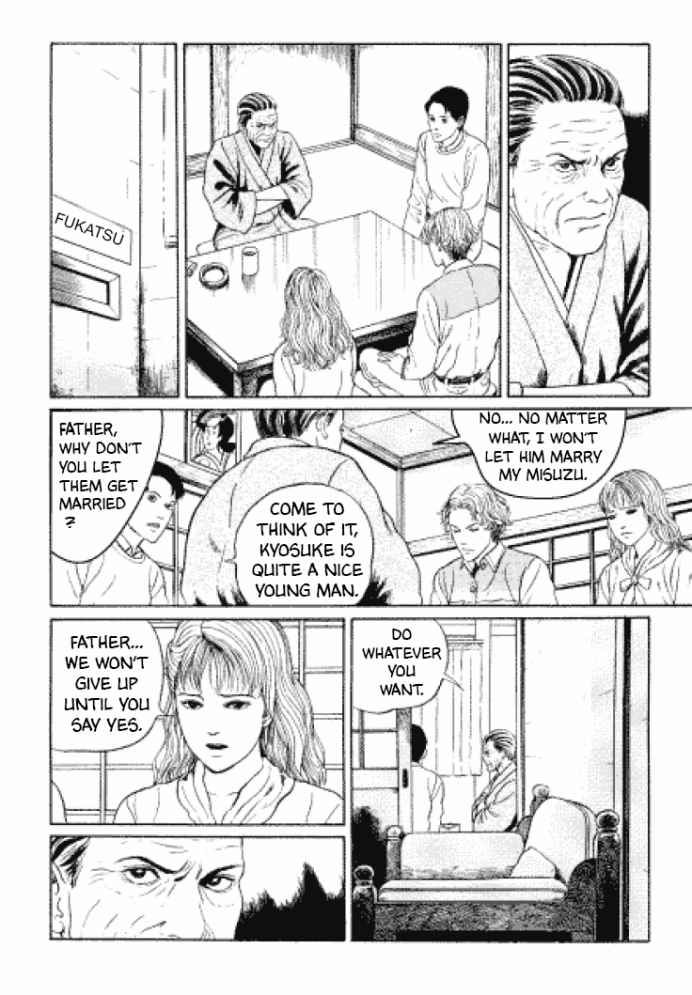 FUKATSU
FATHER,
WHY DON'T
YOU LET
THEM GET
MARRIED
?
COME TO
THINK OF IT,
KYOSUKE IS
QUITE A NICE
YOUNG MAN.
NO... NO MATTER
WHAT, I WON'T
LET HIM MARRY
MY MISUZU.
FATHER...
WE WON'T
GIVE UP
UNTIL YOU
SAY YES.
DO
WHATEVER
YOU
WANT.